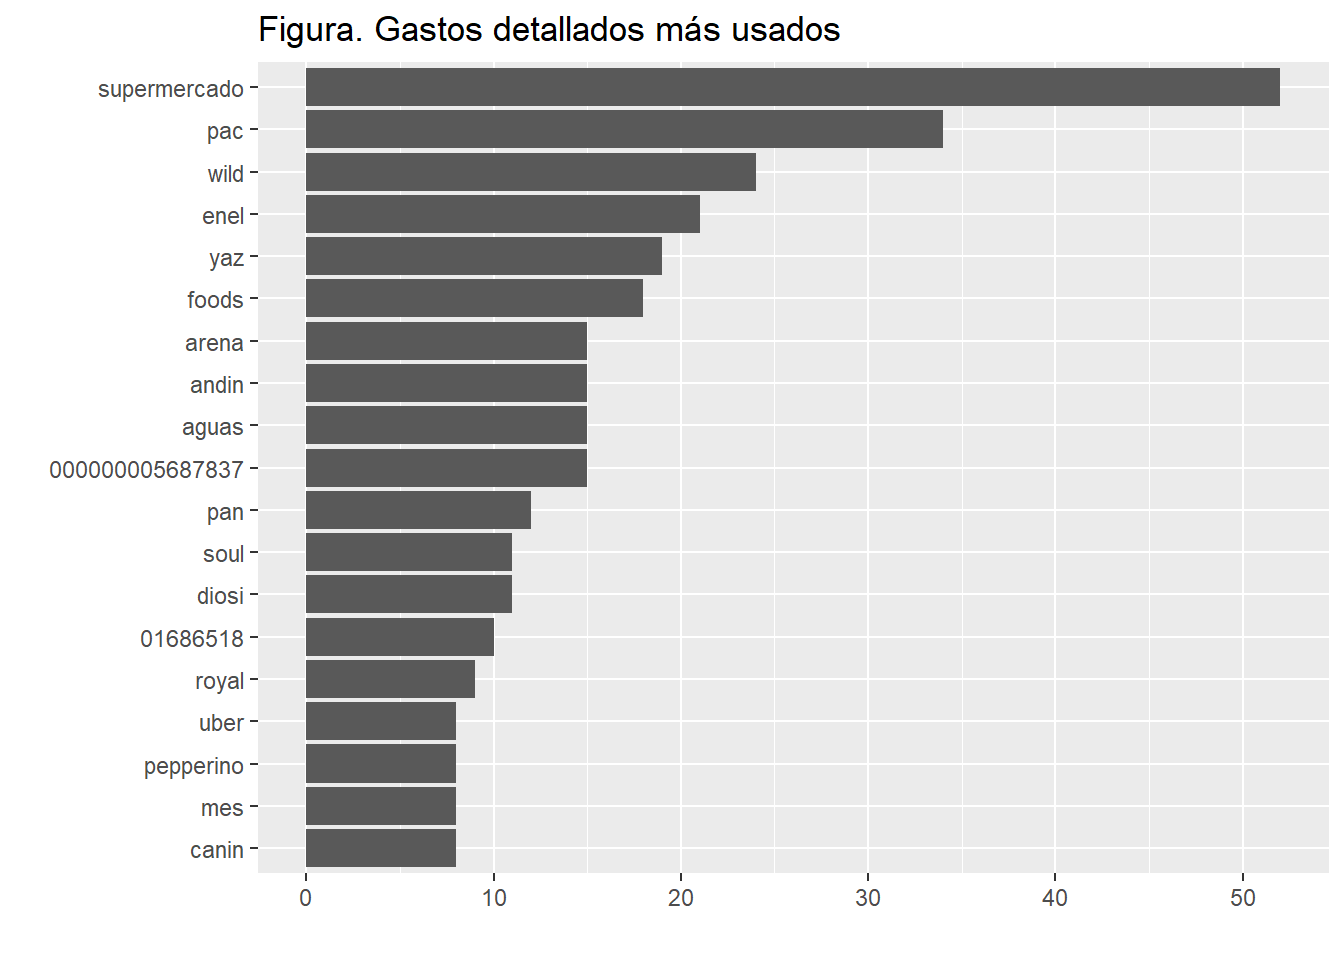 Figura. Gastos detallados más usados
supermercado
pac
wild
enel
yaz
foods
arena
andin
aguas
000000005687837
pan
soul
diosi
01686518
royal
uber
pepperino
mes
canin
0 10 20 30 40 50